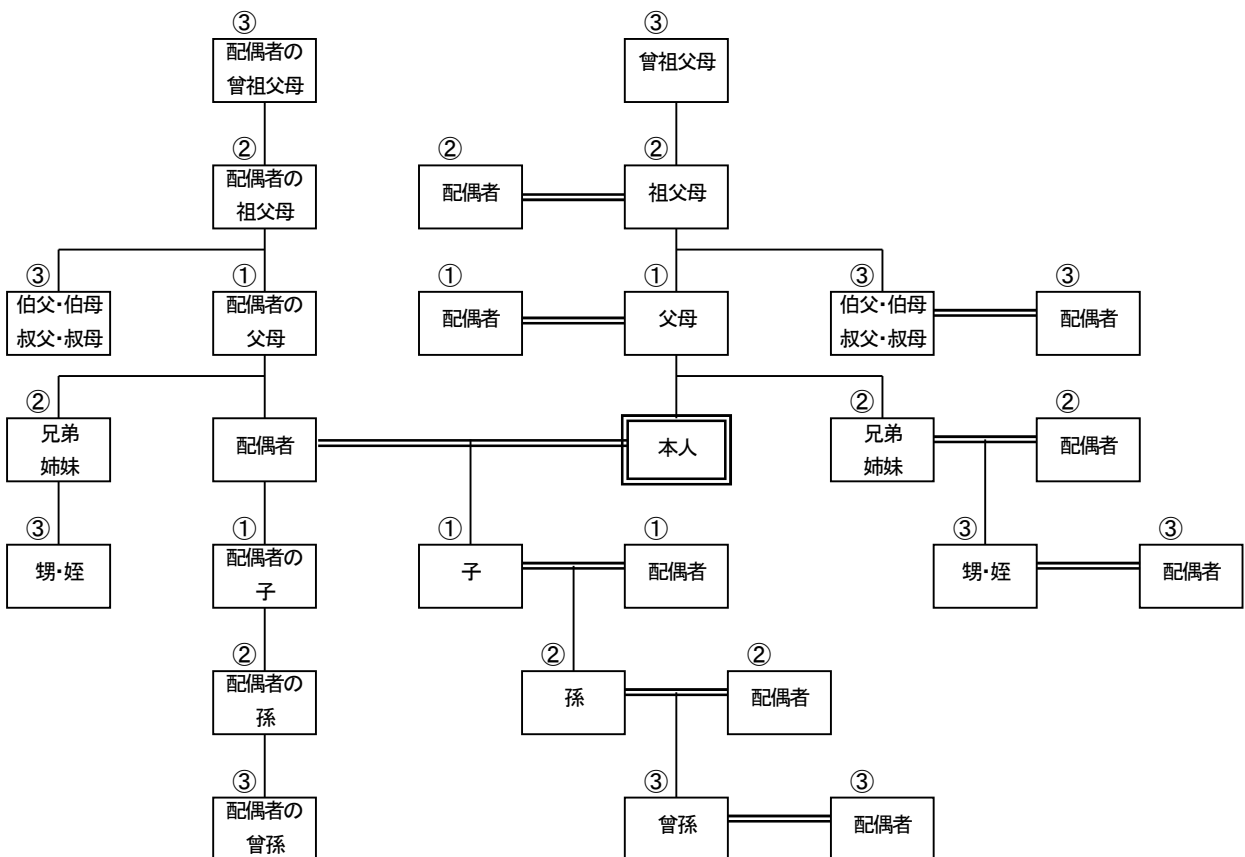 ③
配偶者の
曾祖父母
③
曾祖父母
②
配偶者の
祖父母
②
配偶者
②
祖父母
③
伯父・伯母
叔父・叔母
①
配偶者の
父母
①
配偶者
①
父母
③
伯父・伯母
叔父・叔母
③
配偶者
②
兄弟
姉妹
配偶者
本人
②
兄弟
姉妹
②
配偶者
③
甥・姪
①
配偶者の
子
①
子
①
配偶者
③
甥・姪
③
配偶者
②
配偶者の
孫
②
孫
②
配偶者
③
配偶者の
曾孫
③
曾孫
③
配偶者